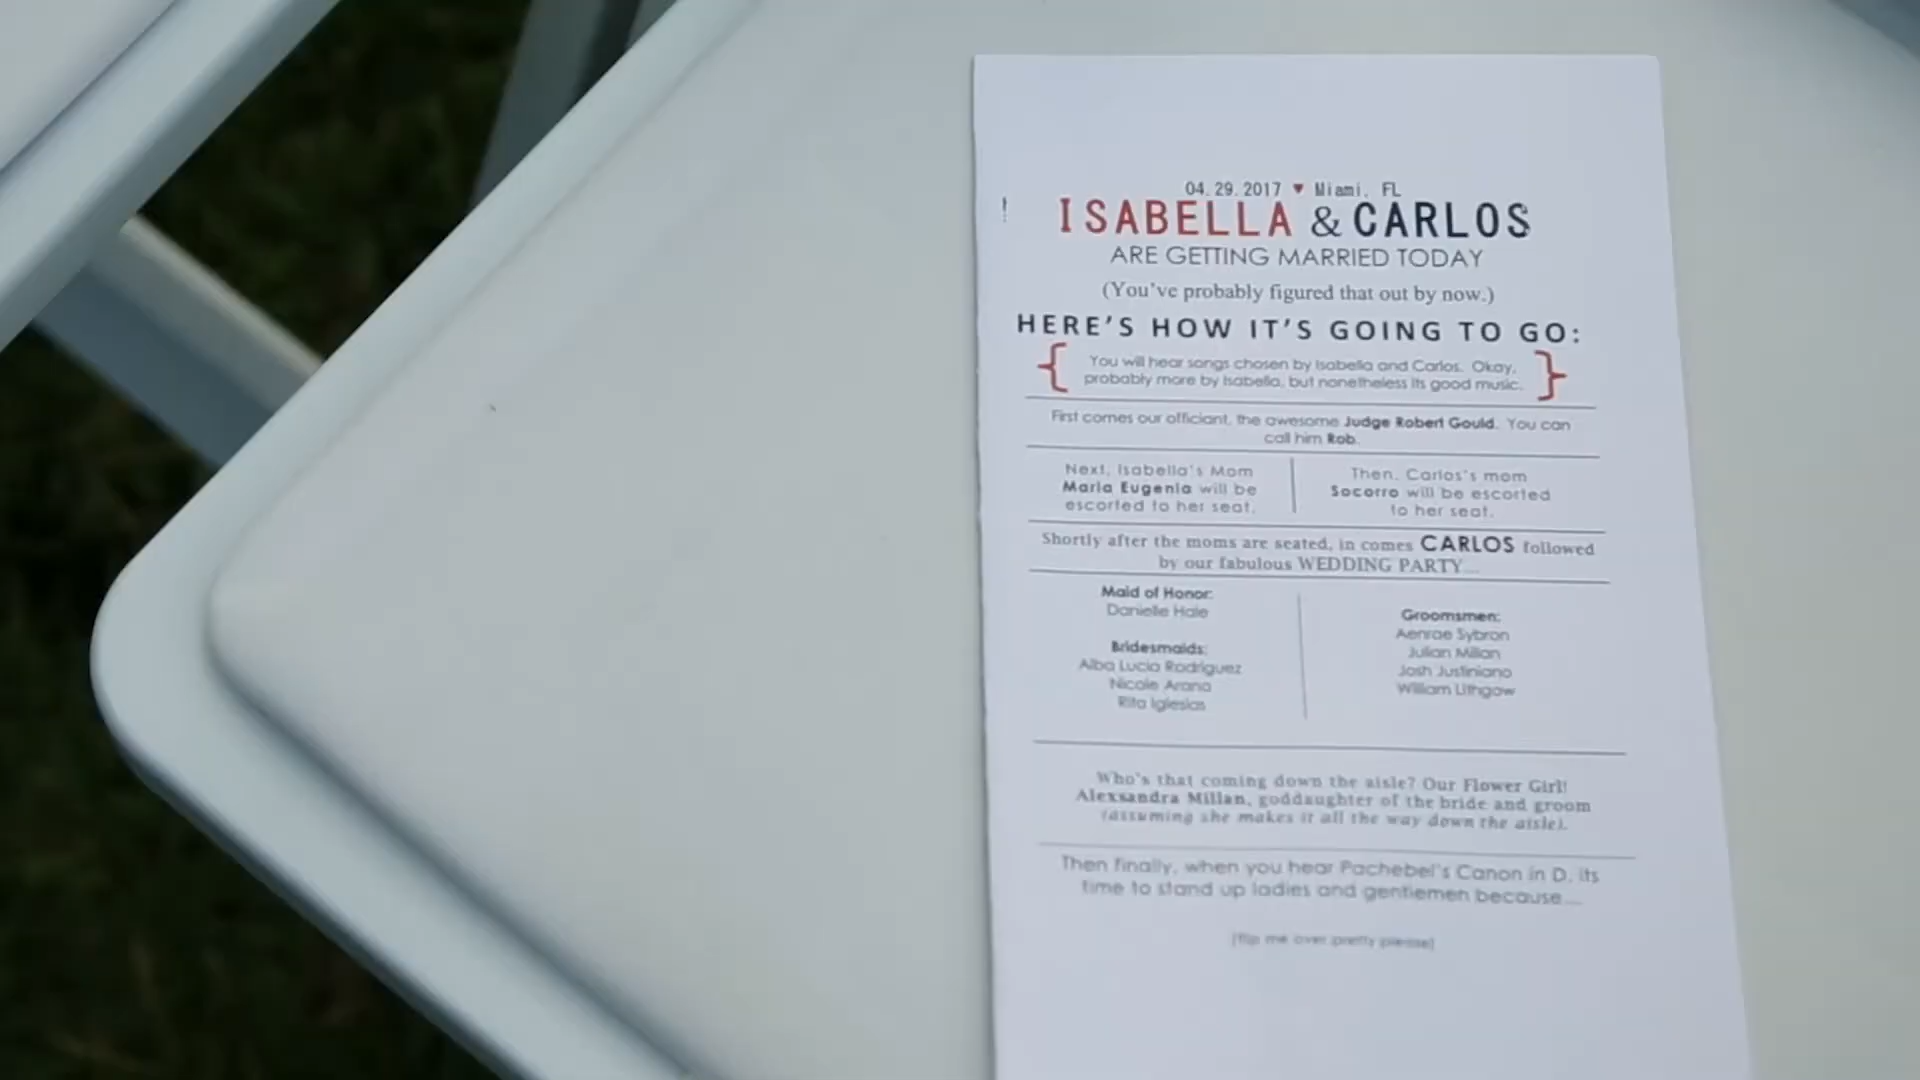 04.29.2017 ♥ Miami, FL
!
ISABELLA & CARLOS
ARE GETTING MARRIED TODAY
(You've probably figured that out by now.)
HERE'S HOW IT'S GOING TO GO:
{ You will hear songs chosen by Isabella and Carlos. Okay, }
probably more by Isabella, but nonetheless its good music.
First comes our officiant, the awesome Judge Robert Gould. You can
call him Rob.
Next, Isabella's Mom
Maria Eugenia will be
escorted to her seat.
Then, Carlos's mom
Socorro will be escorted
to her seat.
Shortly after the moms are seated, in comes CARLOS followed
by our fabulous WEDDING PARTY...
Maid of Honor:
Danielle Hale
Bridesmaids:
Alba Lucia Rodriguez
Nicole Arana
Rita Iglesias
Groomsmen:
Aenrae Sybron
Julian Millan
Josh Justiniano
William Lithgow
Who's that coming down the aisle? Our Flower Girl!
Alexsandra Millan, goddaughter of the bride and groom
(assuming she makes it all the way down the aisle).
Then finally, when you hear Pachebel's Canon in D, its
time to stand up ladies and gentlemen because...
[flip me over pretty please]